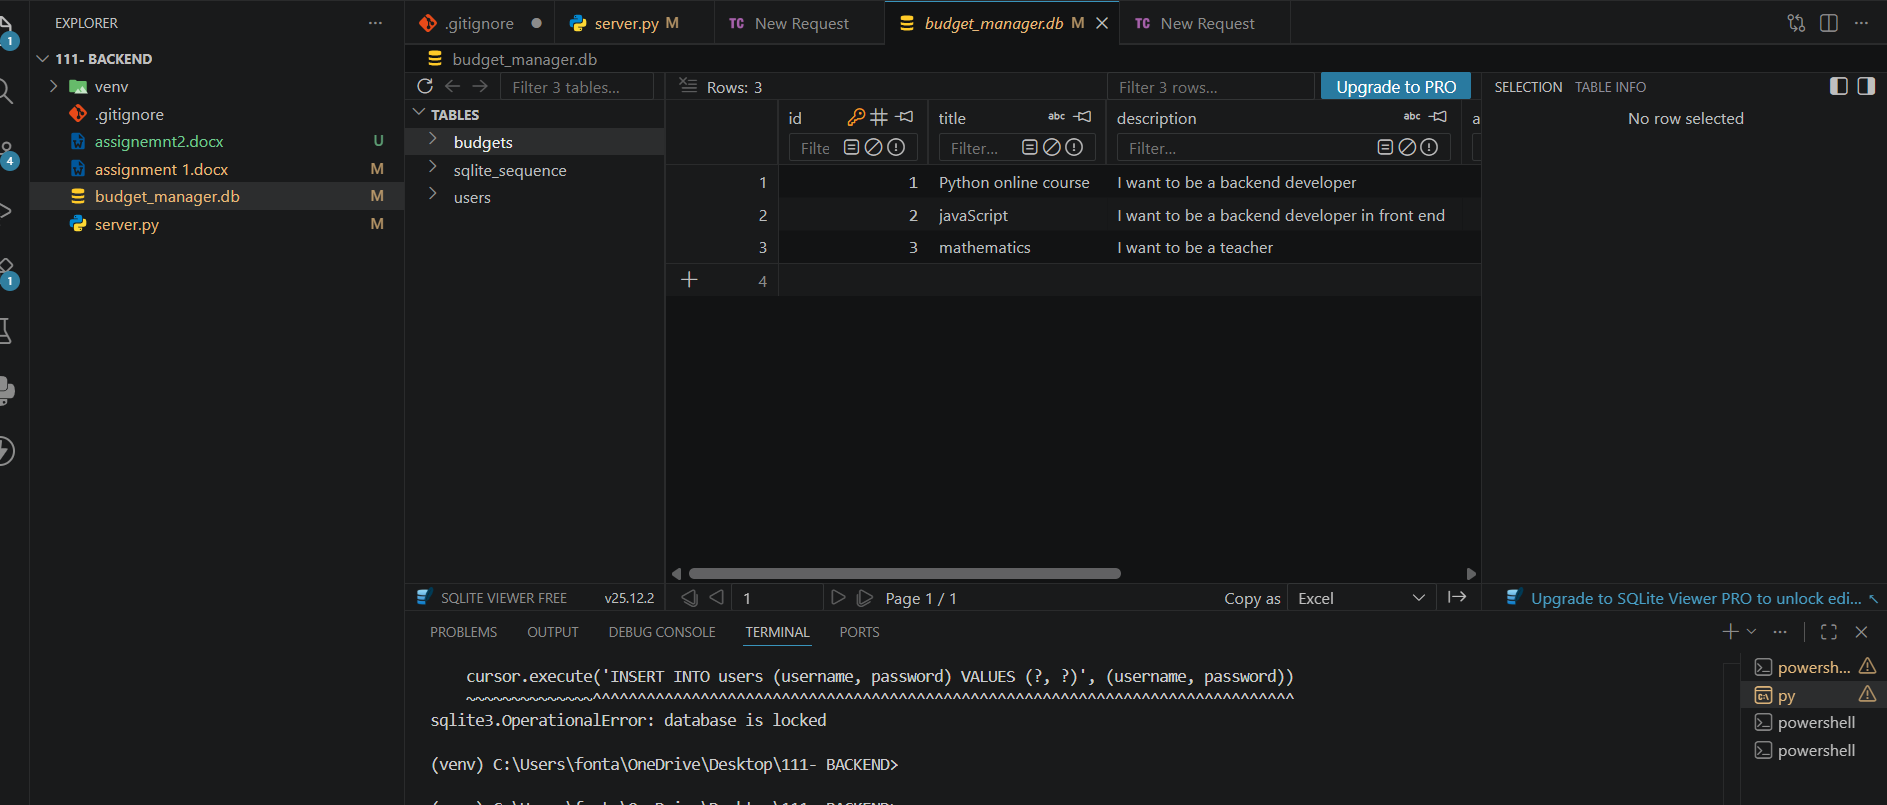 EXPLORER
1
111- BACKEND
venv
.gitignore
assignemnt2.docx U
4
assignment 1.docx M
budget_manager.db M
server.py M
1
.gitignore
server.py M
TC New Request
budget_manager.db M
TC New Request
budget_manager.db
Filter 3 tables...
TABLES
budgets
sqlite_sequence
users
Rows: 3
Filter 3 rows...
Upgrade to PRO
id title abc description abc a
Filte Filter... Filter...
1 1 Python online course I want to be a backend developer
2 2 javaScript I want to be a backend developer in front end
3 3 mathematics I want to be a teacher
4
SELECTION TABLE INFO
No row selected
SQLITE VIEWER FREE v25.12.2
1 Page 1 / 1
Copy as Excel
Upgrade to SQLite Viewer PRO to unlock edi...
PROBLEMS OUTPUT DEBUG CONSOLE TERMINAL PORTS
cursor.execute('INSERT INTO users (username, password) VALUES (?, ?)', (username, password))
~~~~~~~~~~~~~~^^^^^^^^^^^^^^^^^^^^^^^^^^^^^^^^^^^^^^^^^^^^^^^^^^^^^^^^^^^^^^^^^^^^^^^^^^^^^^
sqlite3.OperationalError: database is locked
(venv) C:\Users\fonta\OneDrive\Desktop\111- BACKEND>
powersh...
py
powershell
powershell